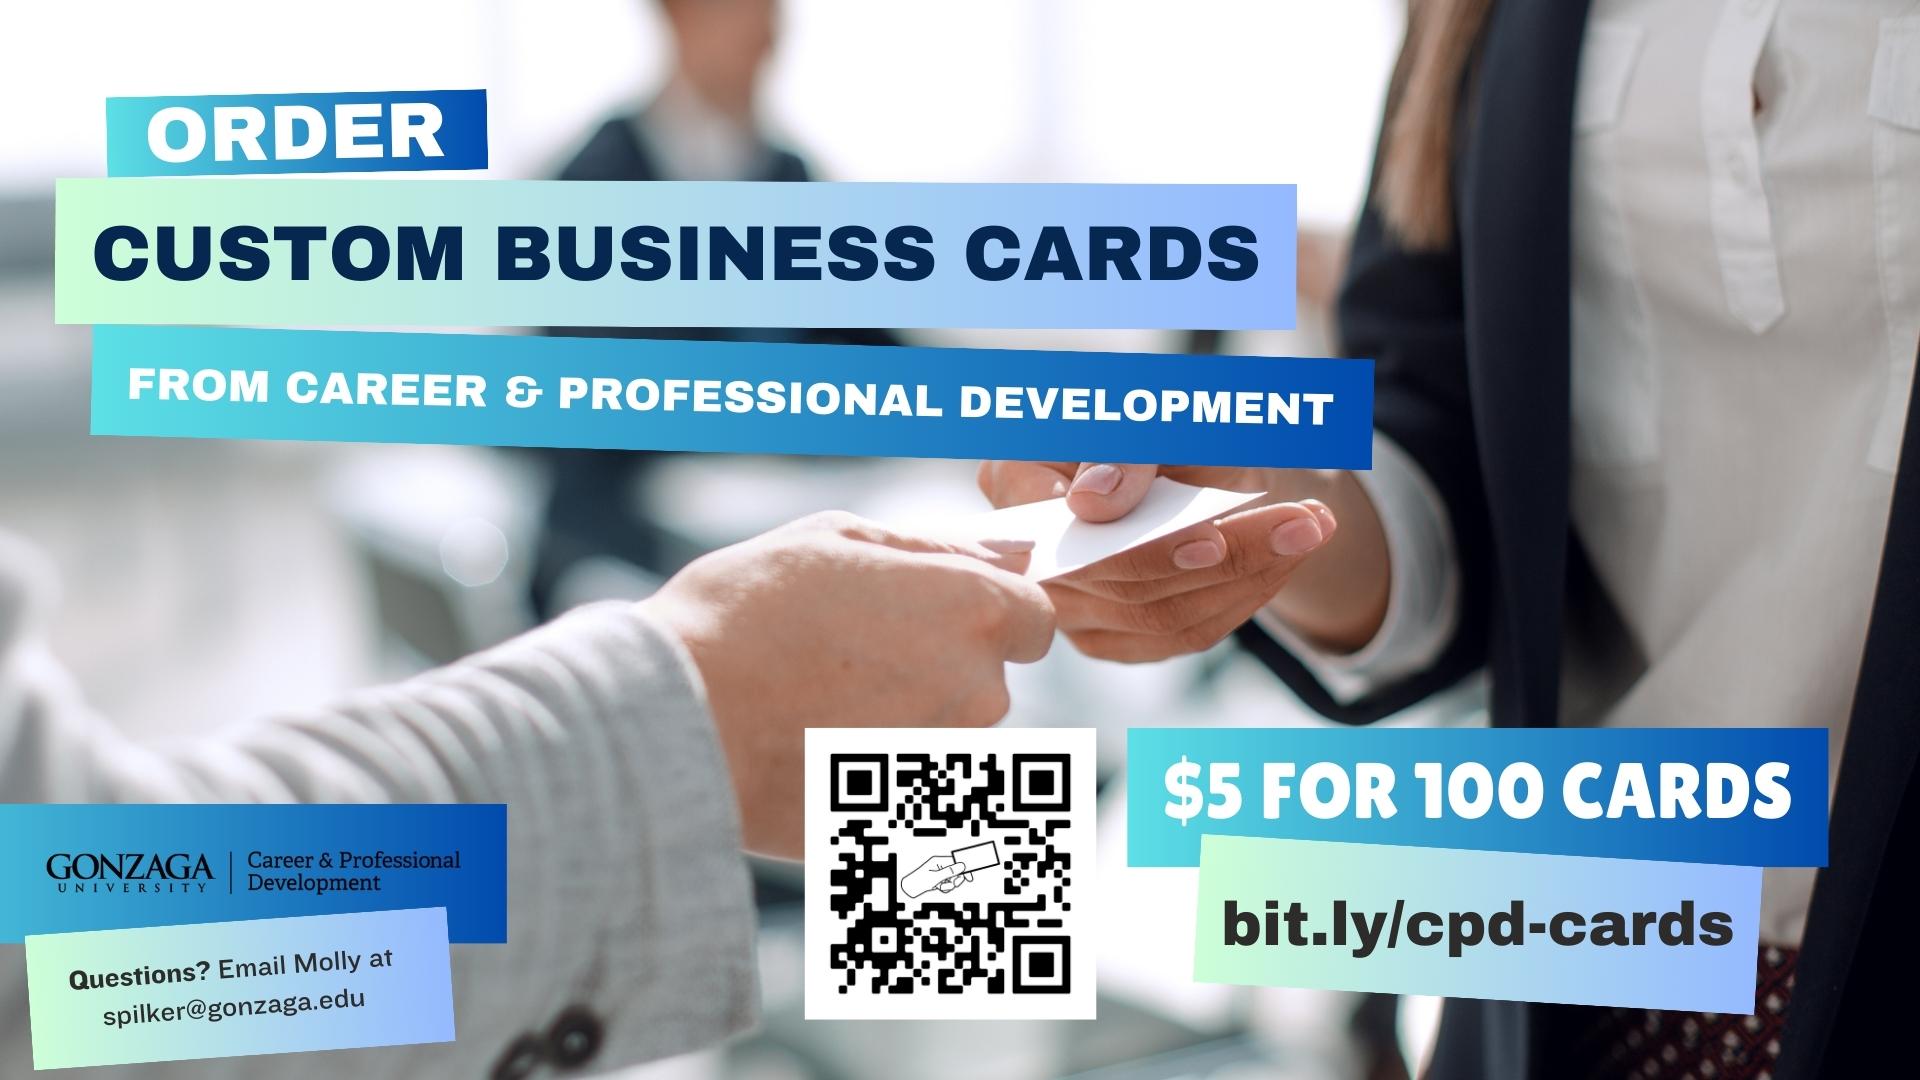 ORDER
CUSTOM BUSINESS CARDS
FROM CAREER & PROFESSIONAL DEVELOPMENT
$5 FOR 100 CARDS
bit.ly/cpd-cards
GONZAGA
UNIVERSITY
Career & Professional
Development
Questions? Email Molly at
spilker@gonzaga.edu